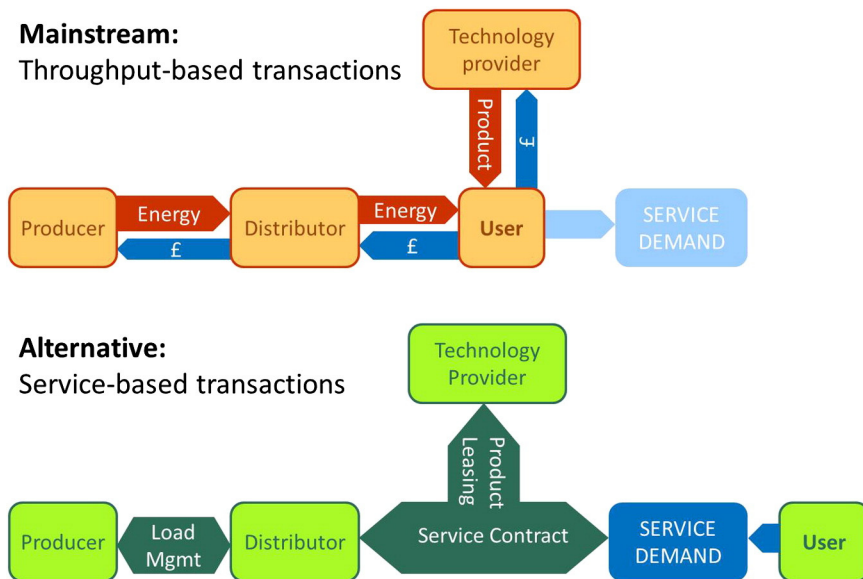 Mainstream:
Throughput-based transactions
Technology
provider
Product
£
Producer
Energy
£
Distributor
Energy
£
User
SERVICE
DEMAND
Alternative:
Service-based transactions
Technology
Provider
Product
Leasing
Producer
Load
Mgmt
Distributor
Service Contract
SERVICE
DEMAND
User